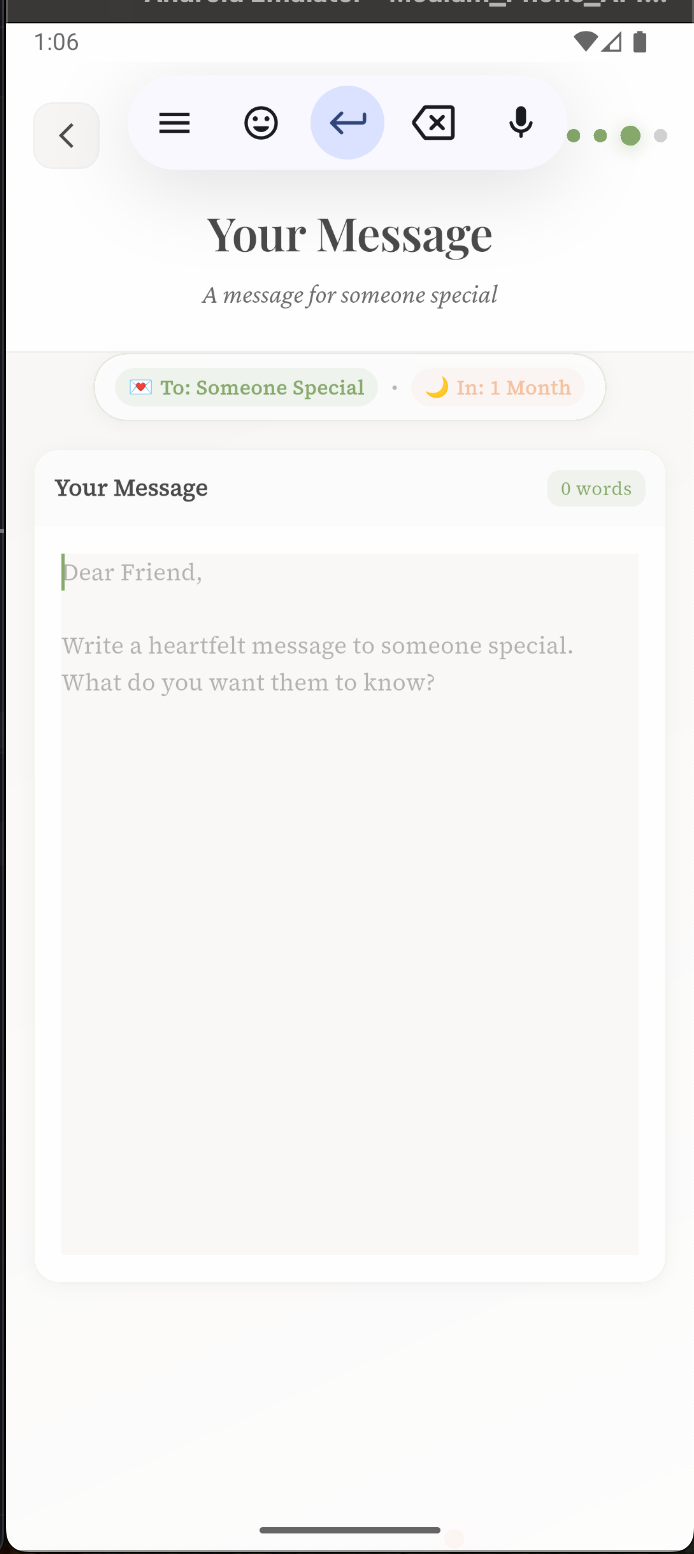 1:06
Your Message
A message for someone special
💌 To: Someone Special • 🌙 In: 1 Month
Your Message
0 words
Dear Friend,
Write a heartfelt message to someone special.
What do you want them to know?